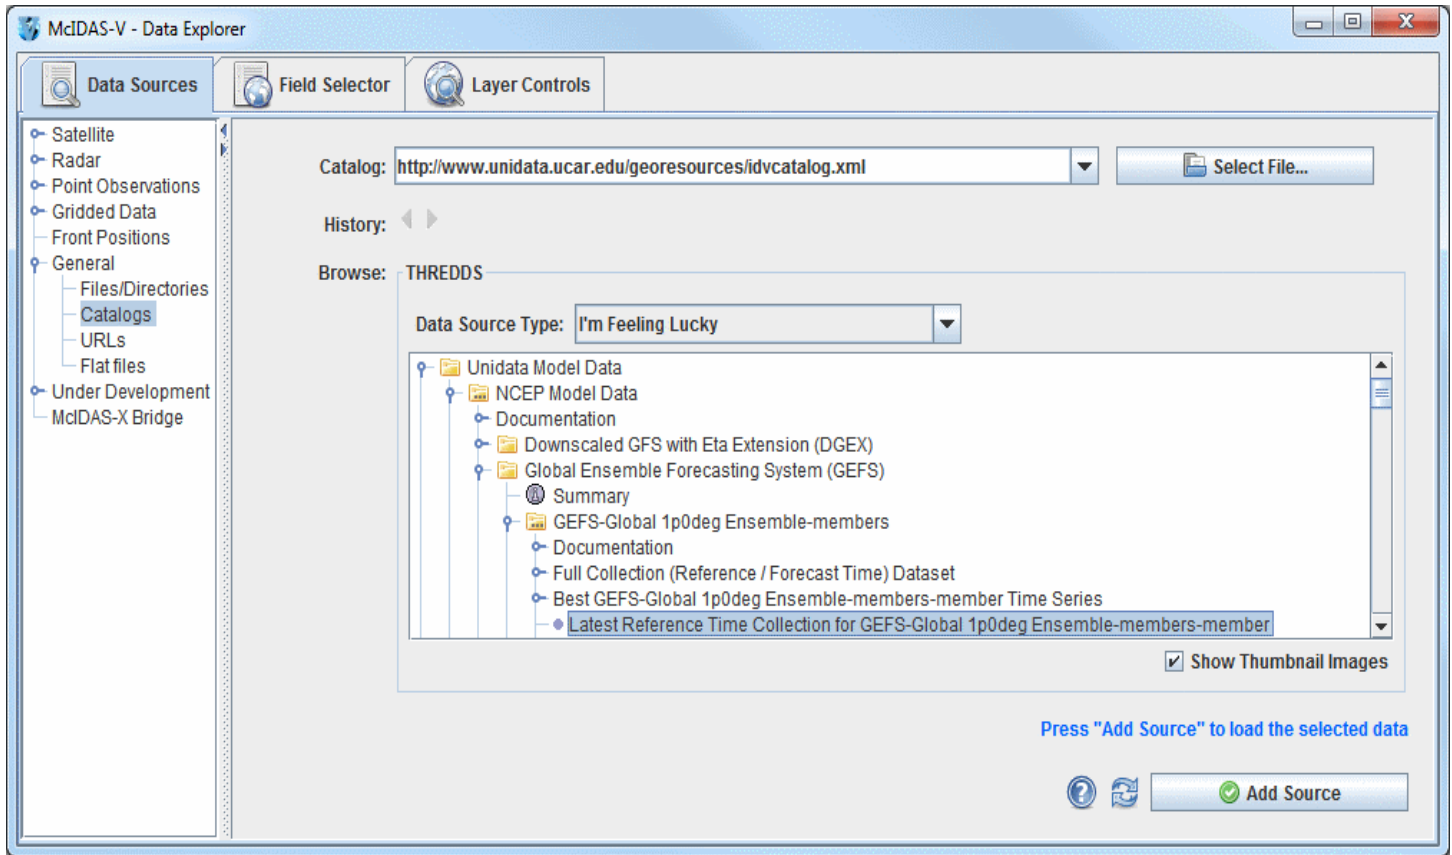 McIDAS-V - Data Explorer
Data Sources
Field Selector
Layer Controls
Satellite
Radar
Point Observations
Gridded Data
Front Positions
General
Files/Directories
Catalogs
URLs
Flat files
Under Development
McIDAS-X Bridge
Catalog: http://www.unidata.ucar.edu/georesources/idvcatalog.xml Select File...
History:
Browse: THREDDS
Data Source Type: I'm Feeling Lucky
Unidata Model Data
NCEP Model Data
Documentation
Downscaled GFS with Eta Extension (DGEX)
Global Ensemble Forecasting System (GEFS)
Summary
GEFS-Global 1p0deg Ensemble-members
Documentation
Full Collection (Reference / Forecast Time) Dataset
Best GEFS-Global 1p0deg Ensemble-members-member Time Series
Latest Reference Time Collection for GEFS-Global 1p0deg Ensemble-members-member
Show Thumbnail Images
Press "Add Source" to load the selected data
Add Source